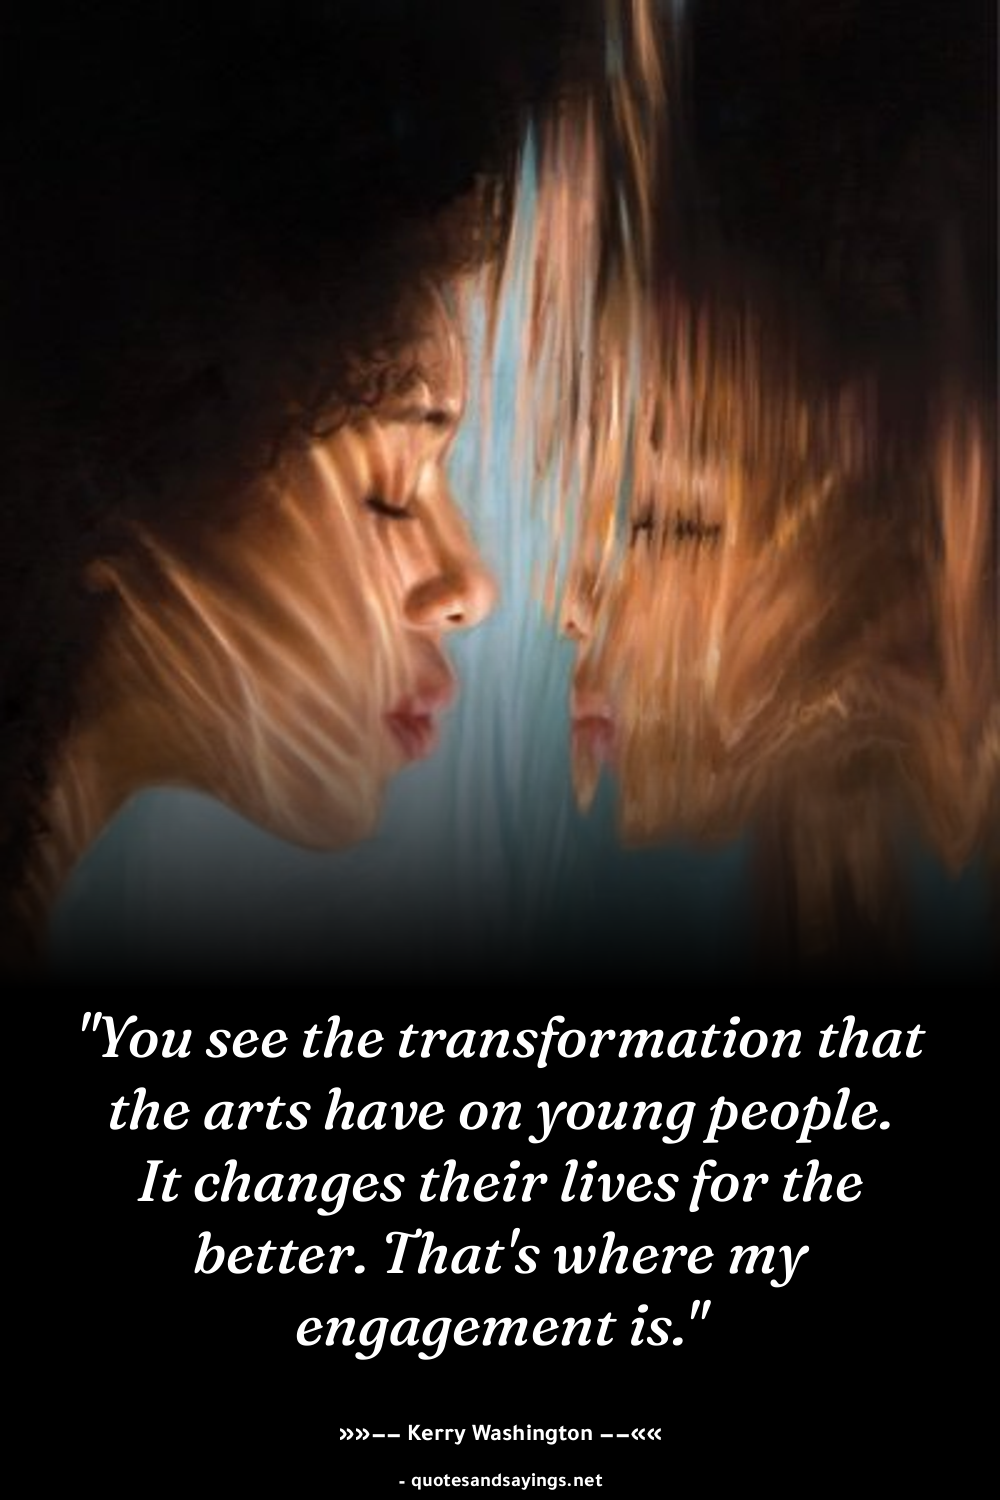 "You see the transformation that
the arts have on young people.
It changes their lives for the
better. That's where my
engagement is."
»»−− Kerry Washington −−««
- quotesandsayings.net